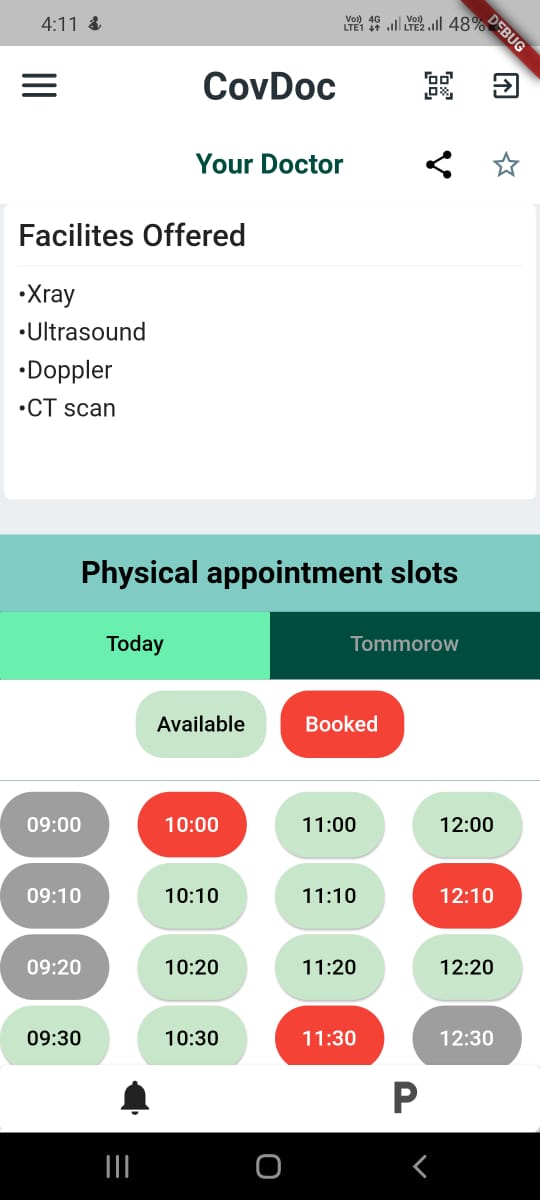 4:11
Vo)) 4G Vo))
LTE1 LTE2 48%
DEBUG
CovDoc
Your Doctor
Facilites Offered
•Xray
•Ultrasound
•Doppler
•CT scan
Physical appointment slots
Today Tommorow
Available Booked
09:00 10:00 11:00 12:00
09:10 10:10 11:10 12:10
09:20 10:20 11:20 12:20
09:30 10:30 11:30 12:30
P